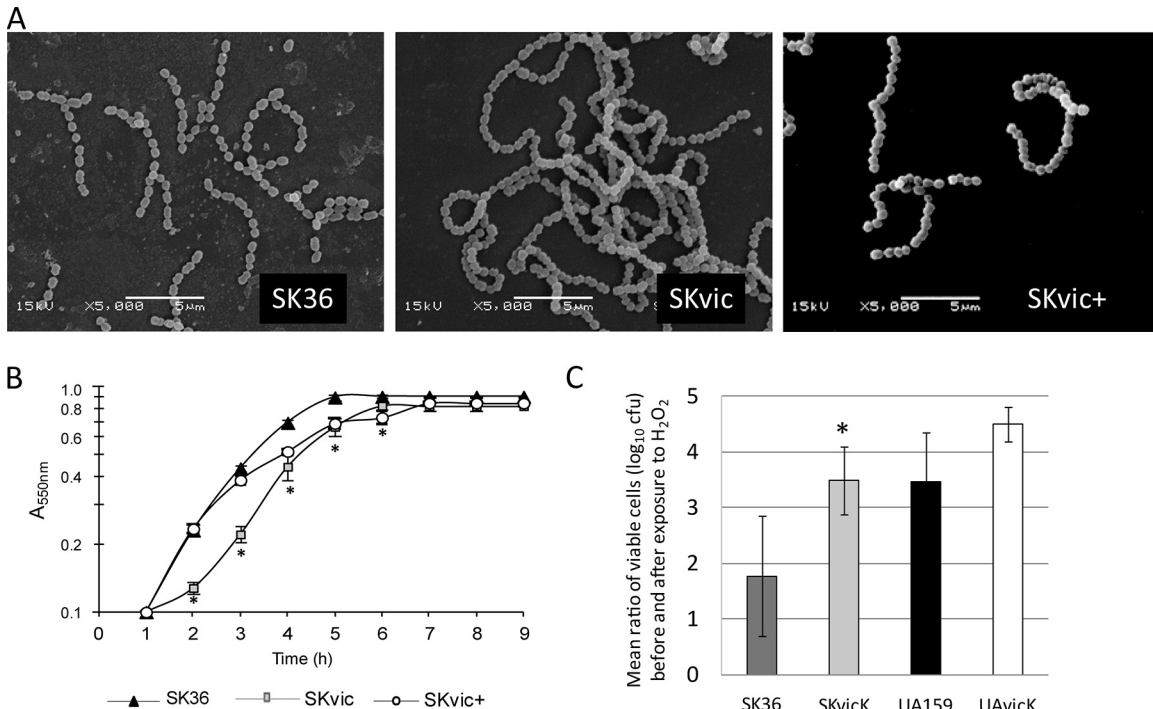 A
15kV X5,000 5µm SK36
15kV X5,000 5µm SKvic
15kV X5,000 5µm SKvic+
B
A550nm
1.0
0.8
0.6
0.4
0.2
0.1
*
*
*
*
*
0 1 2 3 4 5 6 7 8 9
Time (h)
SK36 SKvic SKvic+
C
Mean ratio of viable cells (log10 cfu)
before and after exposure to H2O2
5
4
3
2
1
0
*
SK36 SKvicK UA159 UAvicK